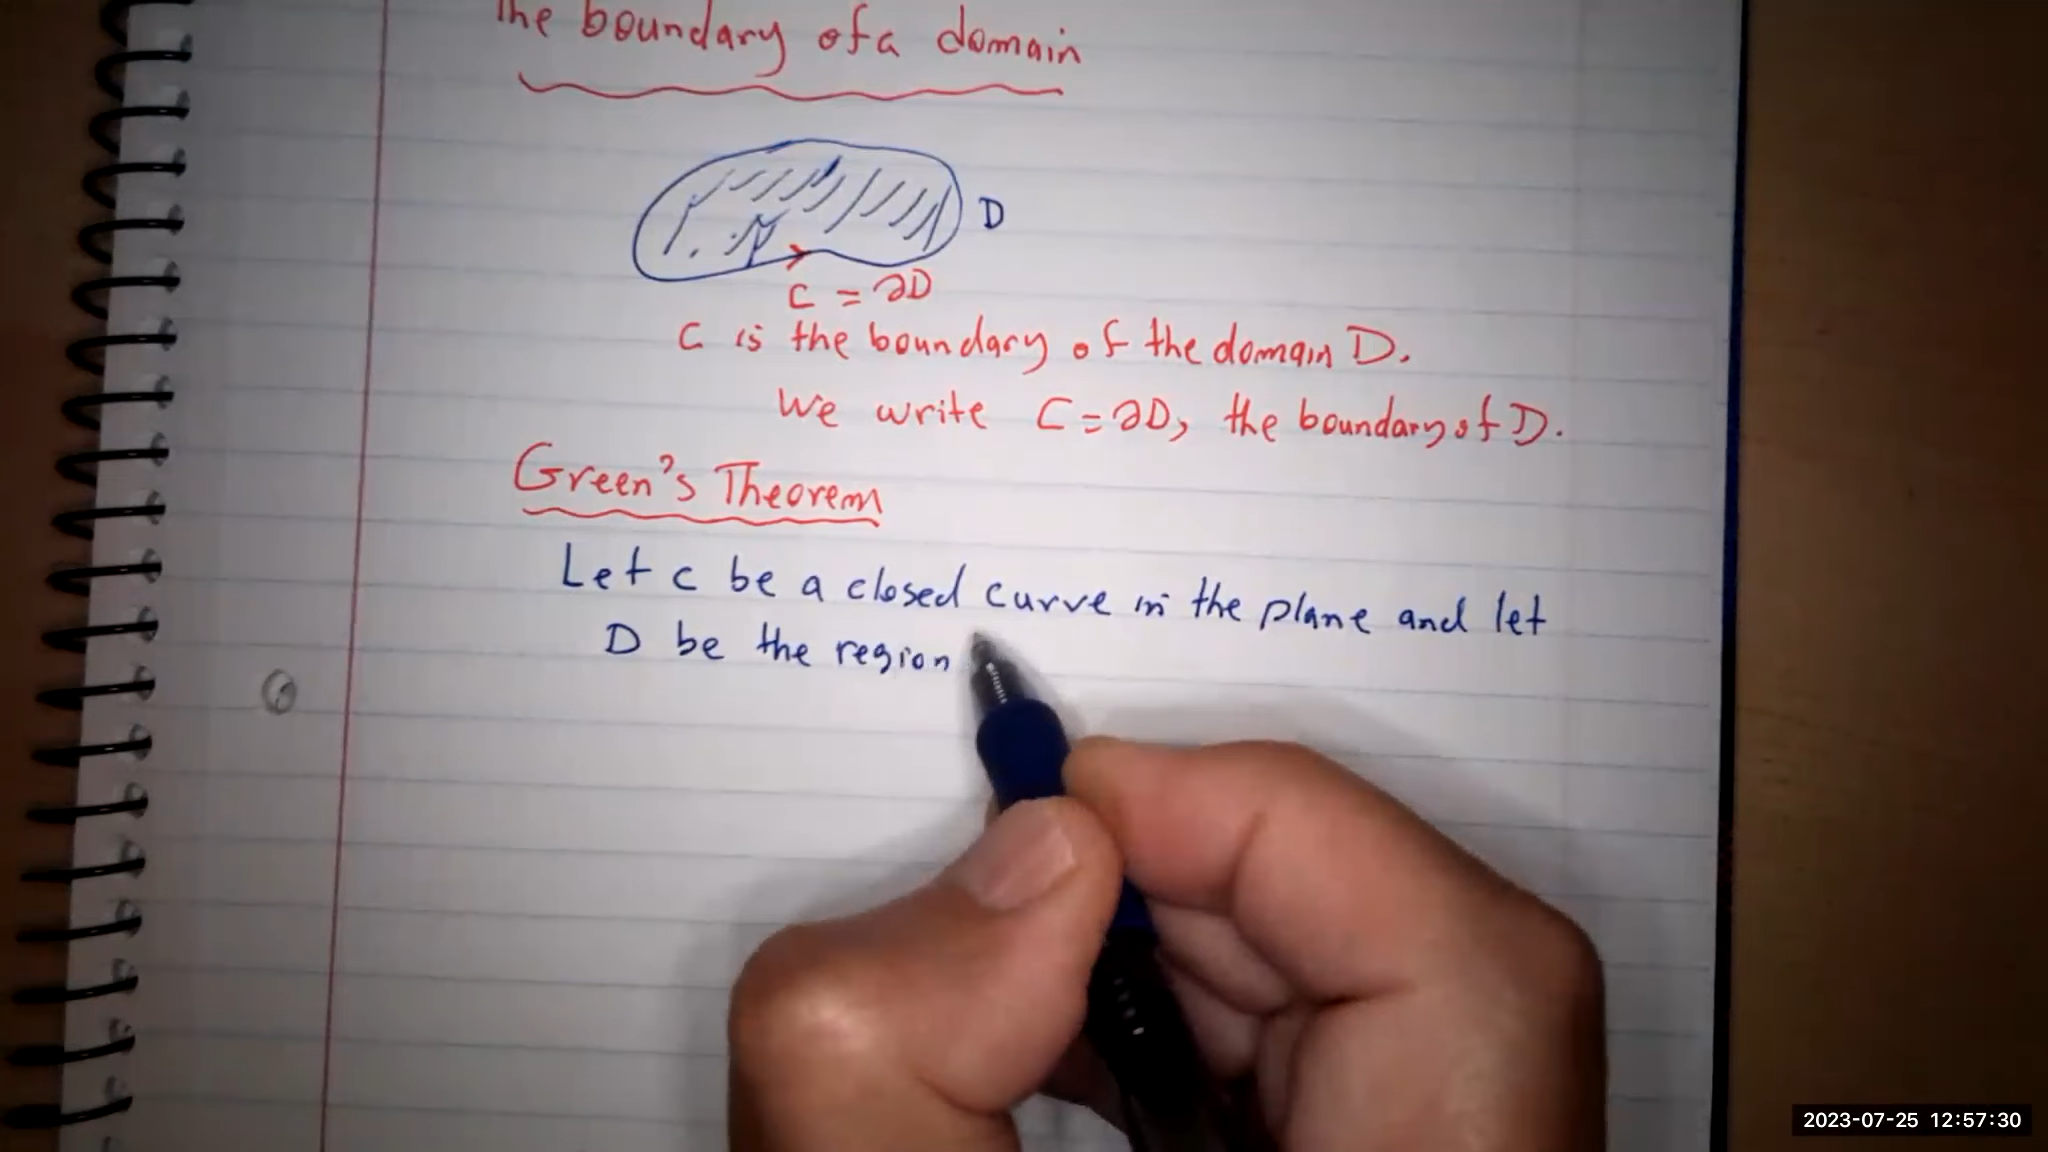 The boundary of a domain
D
C = ∂D
C is the boundary of the domain D.
We write C = ∂D, the boundary of D.
Green's Theorem
Let C be a closed curve in the plane and let
D be the region
2023-07-25 12:57:30